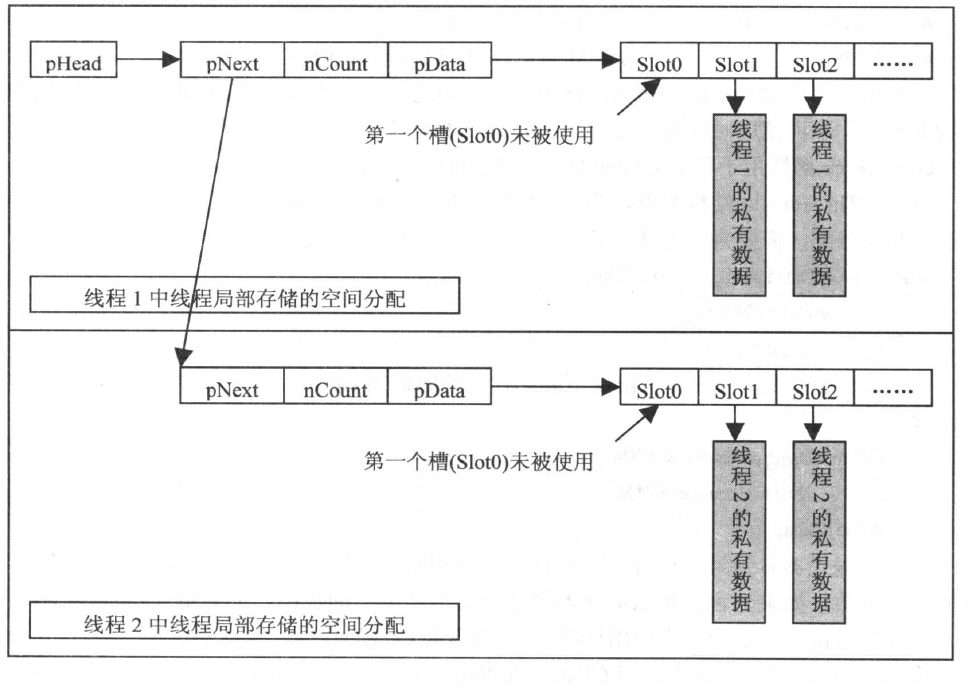 pHead pNext nCount pData Slot0 Slot1 Slot2 ……
第一个槽(Slot0)未被使用
线程1的私有数据
线程1的私有数据
线程 1 中线程局部存储的空间分配
pNext nCount pData Slot0 Slot1 Slot2 ……
第一个槽(Slot0)未被使用
线程2的私有数据
线程2的私有数据
线程 2 中线程局部存储的空间分配